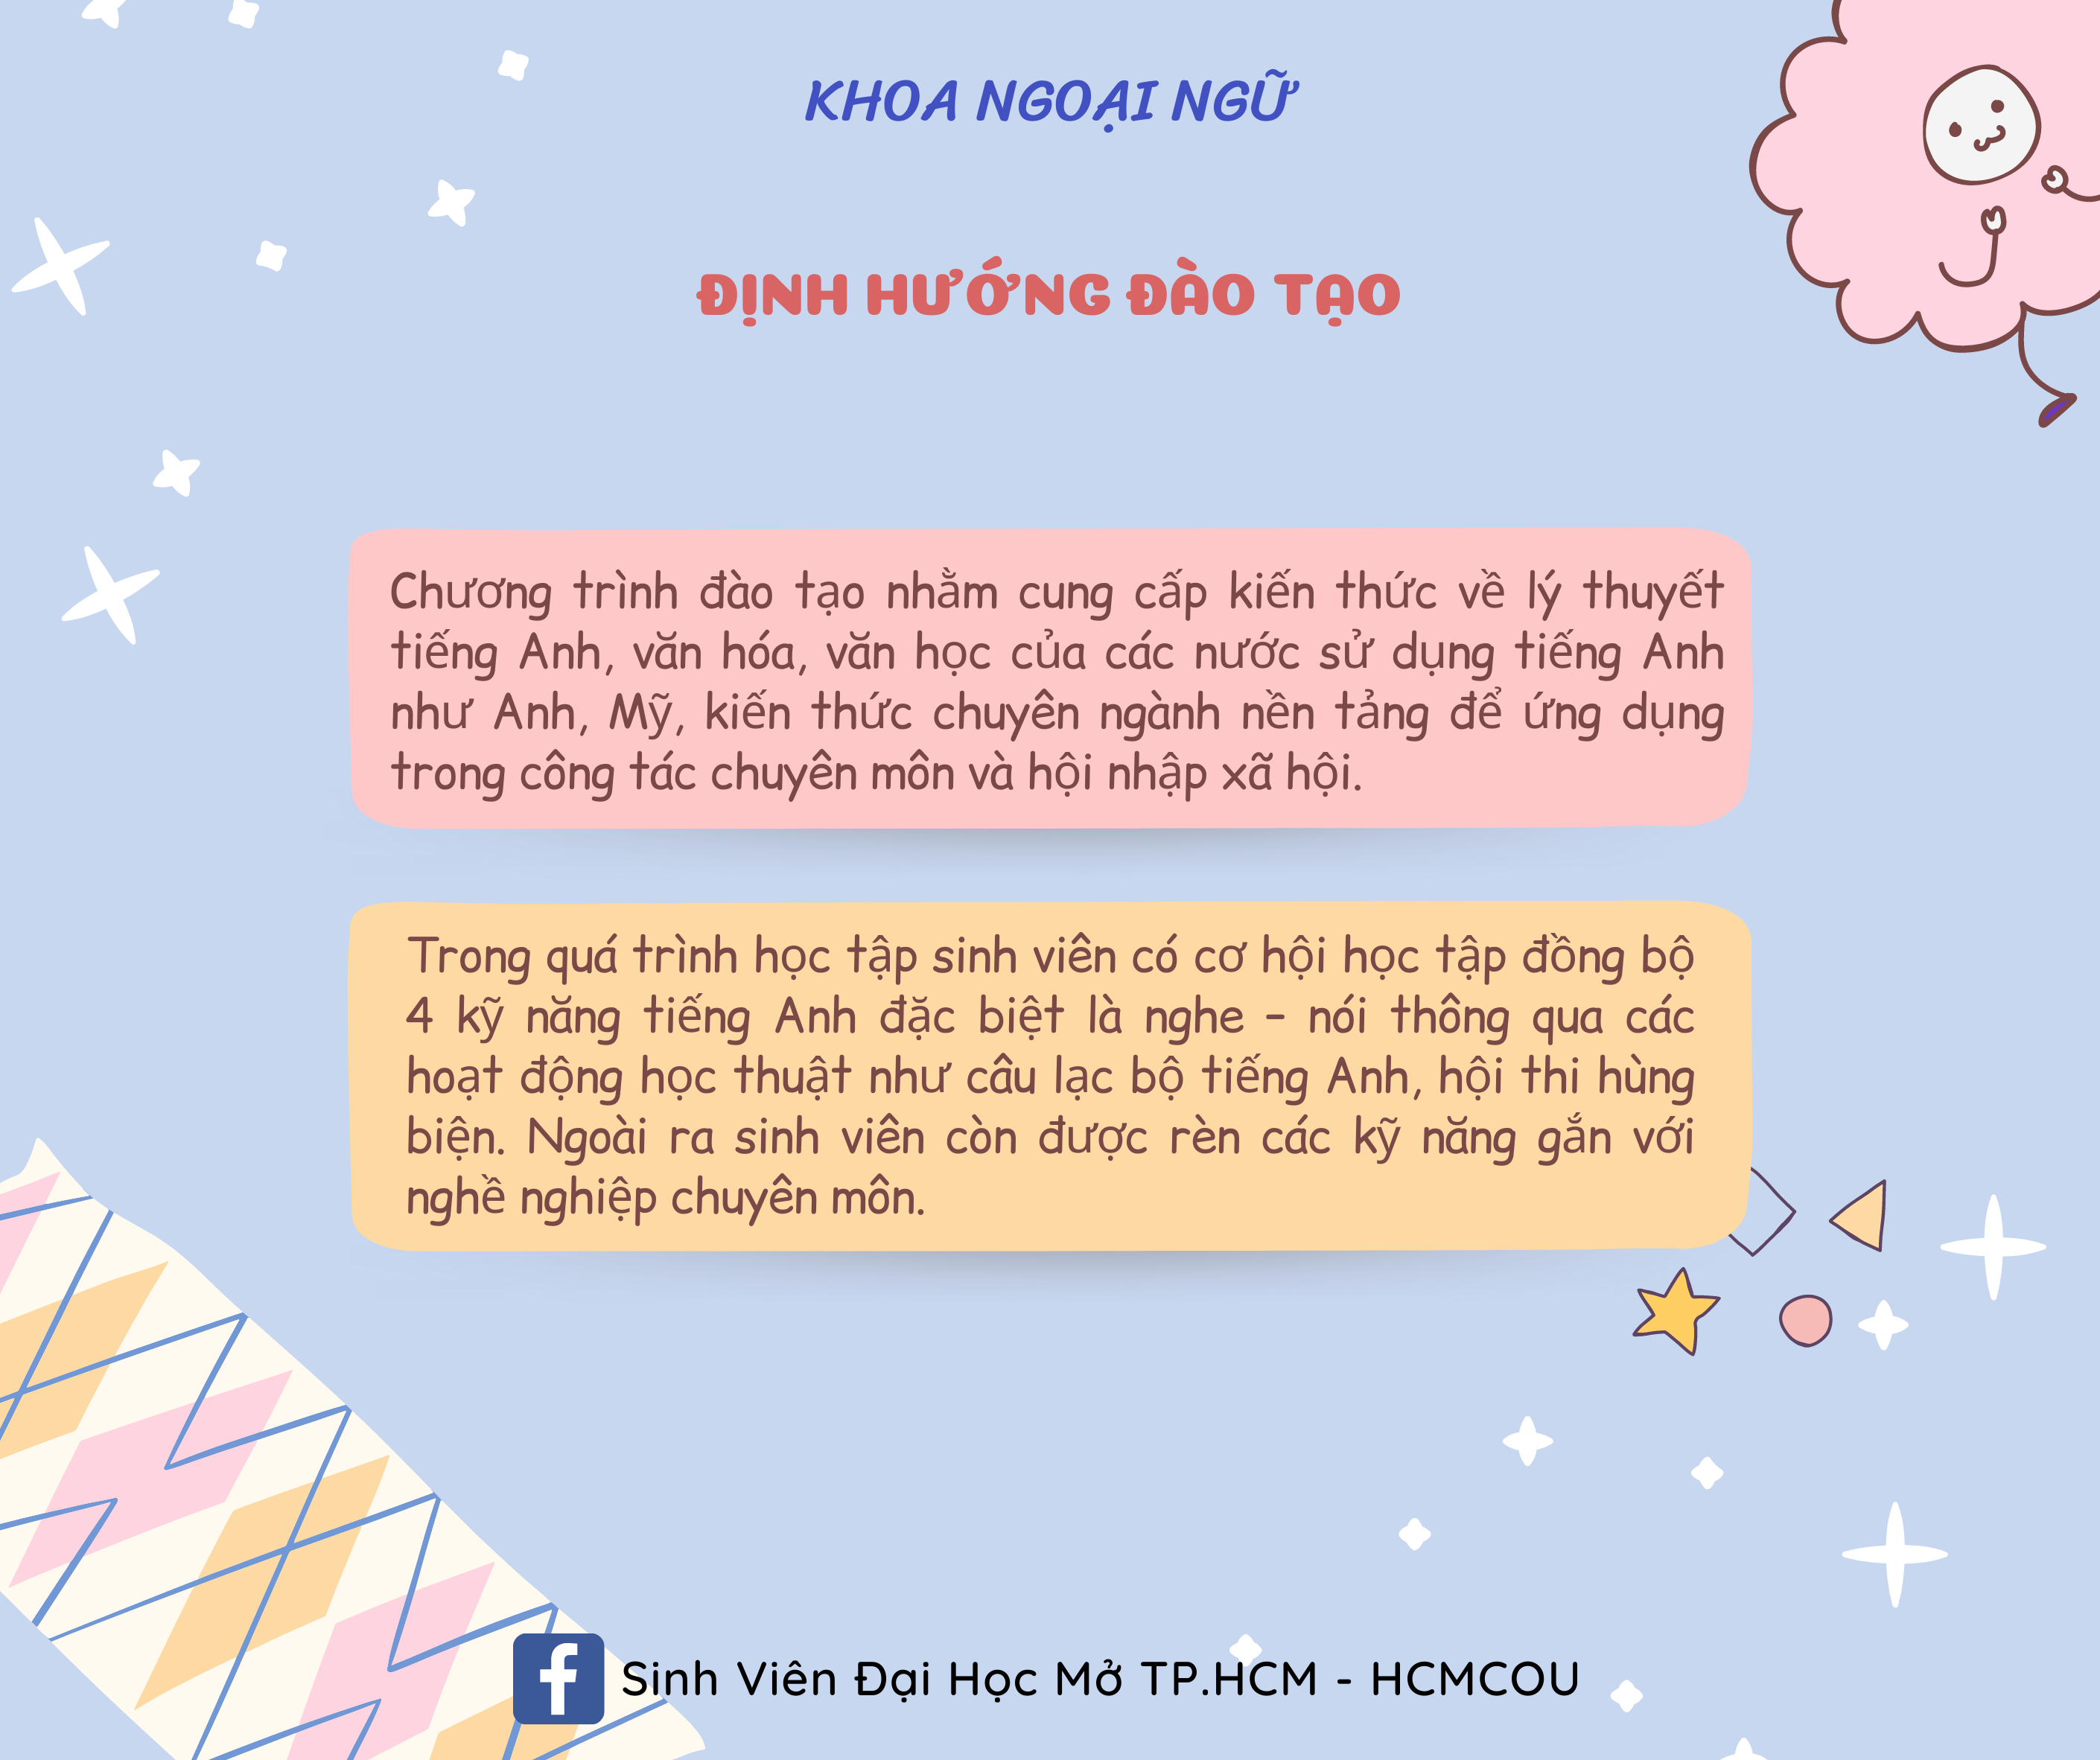 KHOA NGOẠI NGỮ
ĐỊNH HƯỚNG ĐÀO TẠO
Chương trình đào tạo nhằm cung cấp kiến thức về lý thuyết
tiếng Anh, văn hóa, văn học của các nước sử dụng tiếng Anh
như Anh, Mỹ, kiến thức chuyên ngành nền tảng để ứng dụng
trong công tác chuyên môn và hội nhập xã hội.
Trong quá trình học tập sinh viên có cơ hội học tập đồng bộ
4 kỹ năng tiếng Anh đặc biệt là nghe - nói thông qua các
hoạt động học thuật như câu lạc bộ tiếng Anh, hội thi hùng
biện. Ngoài ra sinh viên còn được rèn các kỹ năng gắn với
nghề nghiệp chuyên môn.
Sinh Viên Đại Học Mở TP.HCM - HCMCOU